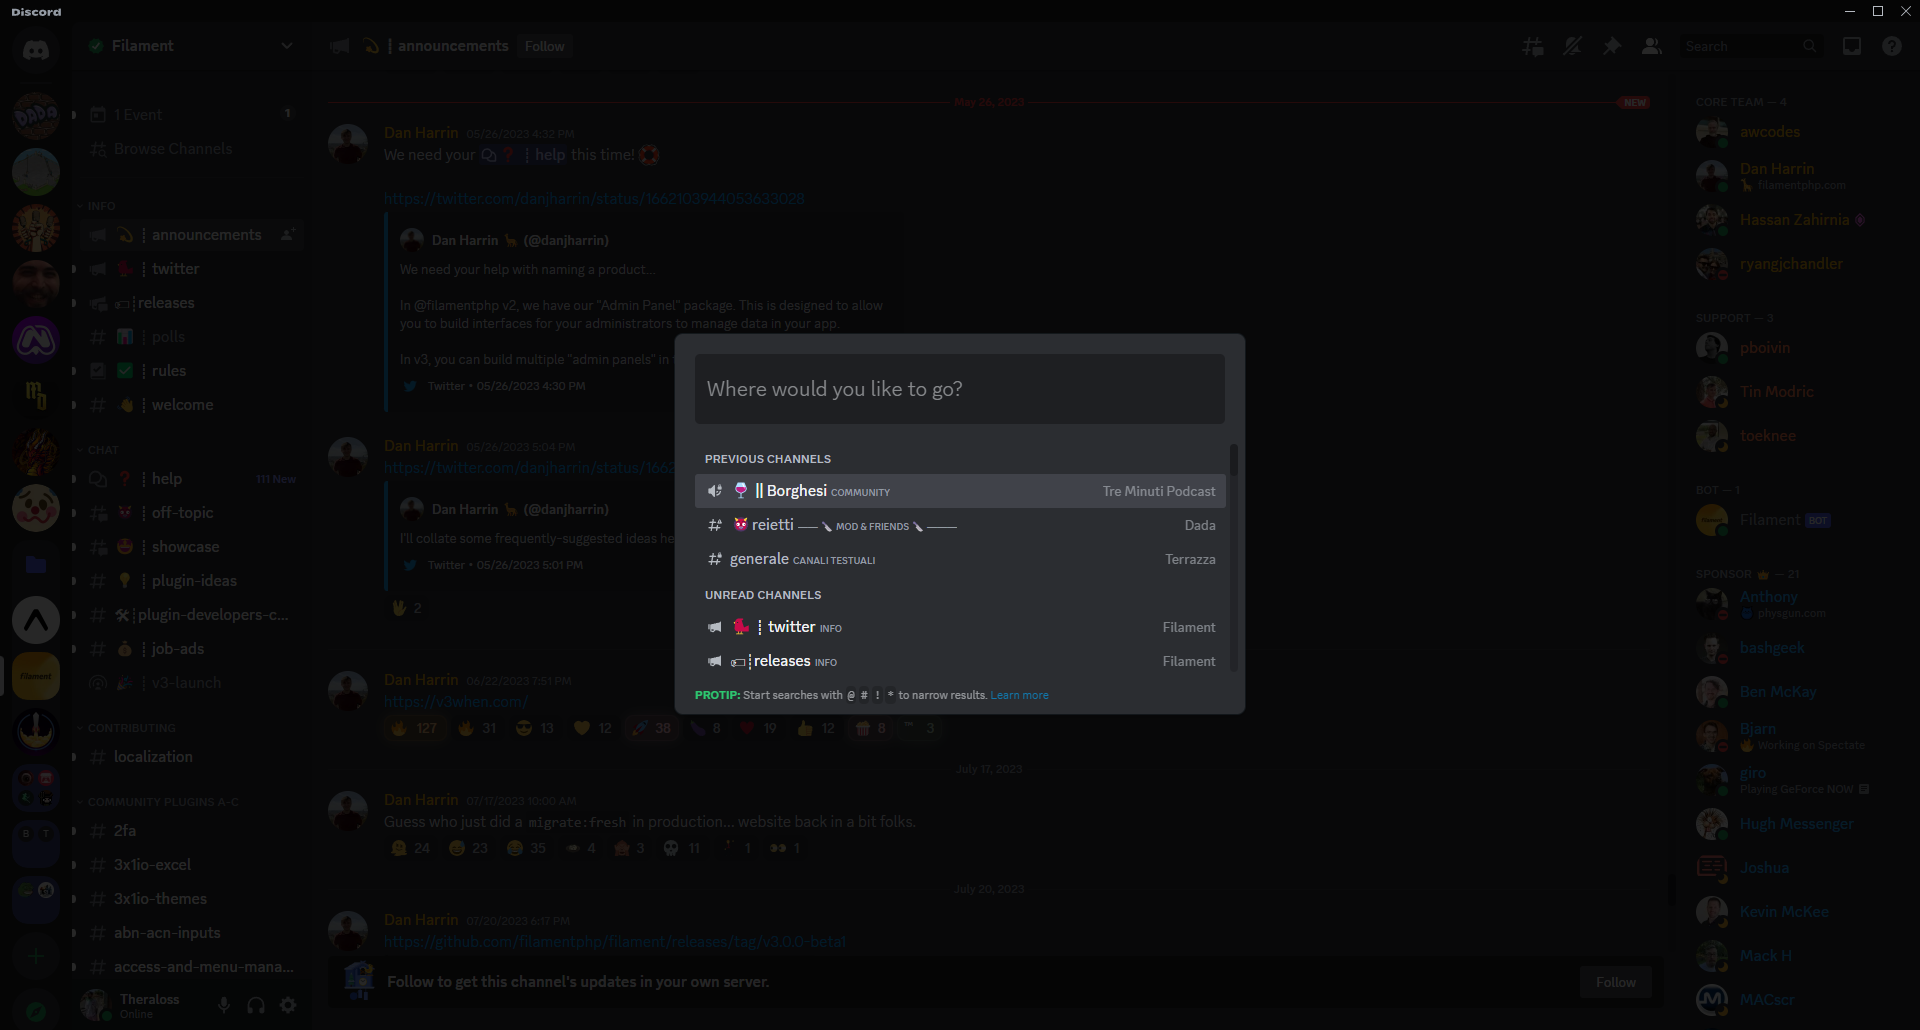 Discord
Filament
announcements
Follow
Search
1 Event
1
Browse Channels
INFO
announcements
twitter
releases
polls
rules
welcome
CHAT
help
111 New
off-topic
showcase
plugin-ideas
plugin-developers-c...
job-ads
v3-launch
CONTRIBUTING
localization
COMMUNITY PLUGINS A-C
2fa
3x1io-excel
3x1io-themes
abn-acn-inputs
access-and-menu-mana...
Theraloss
Online
DADA
filament
B T
May 26, 2023
NEW
Dan Harrin 05/26/2023 4:32 PM
We need your help this time!
https://twitter.com/danjharrin/status/1662103944053633028
Dan Harrin (@danjharrin)
We need your help with naming a product...
In @filamentphp v2, we have our "Admin Panel" package. This is designed to allow
you to build interfaces for your administrators to manage data in your app.
In v3, you can build multiple "admin panels" in
Twitter • 05/26/2023 4:30 PM
Dan Harrin 05/26/2023 5:04 PM
https://twitter.com/danjharrin/status/1662
Dan Harrin (@danjharrin)
I'll collate some frequently-suggested ideas he
Twitter • 05/26/2023 5:01 PM
2
Dan Harrin 06/22/2023 7:51 PM
https://v3when.com/
127 31 13 12 38 8 19 12 8 3
July 17, 2023
Dan Harrin 07/17/2023 10:00 AM
Guess who just did a migrate:fresh in production... website back in a bit folks.
24 23 35 4 3 11 1 1
July 20, 2023
Dan Harrin 07/20/2023 6:17 PM
https://github.com/filamentphp/filament/releases/tag/v3.0.0-beta1
Follow to get this channel's updates in your own server.
Follow
Where would you like to go?
PREVIOUS CHANNELS
Borghesi COMMUNITY Tre Minuti Podcast
reietti MOD & FRIENDS Dada
generale CANALI TESTUALI Terrazza
UNREAD CHANNELS
twitter INFO Filament
releases INFO Filament
PROTIP: Start searches with @ # ! * to narrow results. Learn more
CORE TEAM — 4
awcodes
Dan Harrin
filamentphp.com
Hassan Zahirnia
ryangjchandler
SUPPORT — 3
pboivin
Tin Modric
toeknee
BOT — 1
Filament BOT
SPONSOR — 21
Anthony
physgun.com
bashgeek
Ben McKay
Bjarn
Working on Spectate
giro
Playing GeForce NOW
Hugh Messenger
Joshua
Kevin McKee
Mack H
MACscr